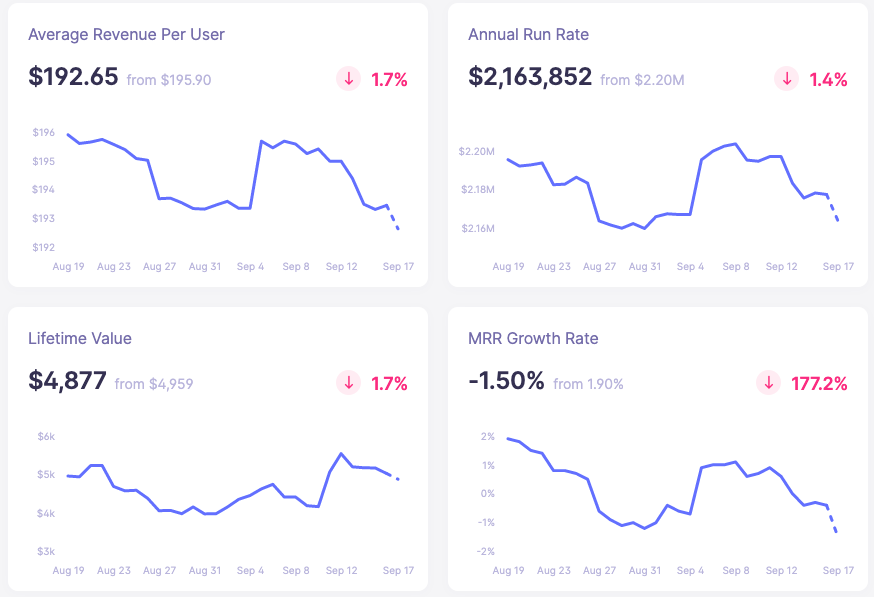 Average Revenue Per User
$192.65 from $195.90 ↓ 1.7%
$196
$195
$194
$193
$192
Aug 19 Aug 23 Aug 27 Aug 31 Sep 4 Sep 8 Sep 12 Sep 17
Annual Run Rate
$2,163,852 from $2.20M ↓ 1.4%
$2.20M
$2.18M
$2.16M
Aug 19 Aug 23 Aug 27 Aug 31 Sep 4 Sep 8 Sep 12 Sep 17
Lifetime Value
$4,877 from $4,959 ↓ 1.7%
$6k
$5k
$4k
$3k
Aug 19 Aug 23 Aug 27 Aug 31 Sep 4 Sep 8 Sep 12 Sep 17
MRR Growth Rate
-1.50% from 1.90% ↓ 177.2%
2%
1%
0%
-1%
-2%
Aug 19 Aug 23 Aug 27 Aug 31 Sep 4 Sep 8 Sep 12 Sep 17